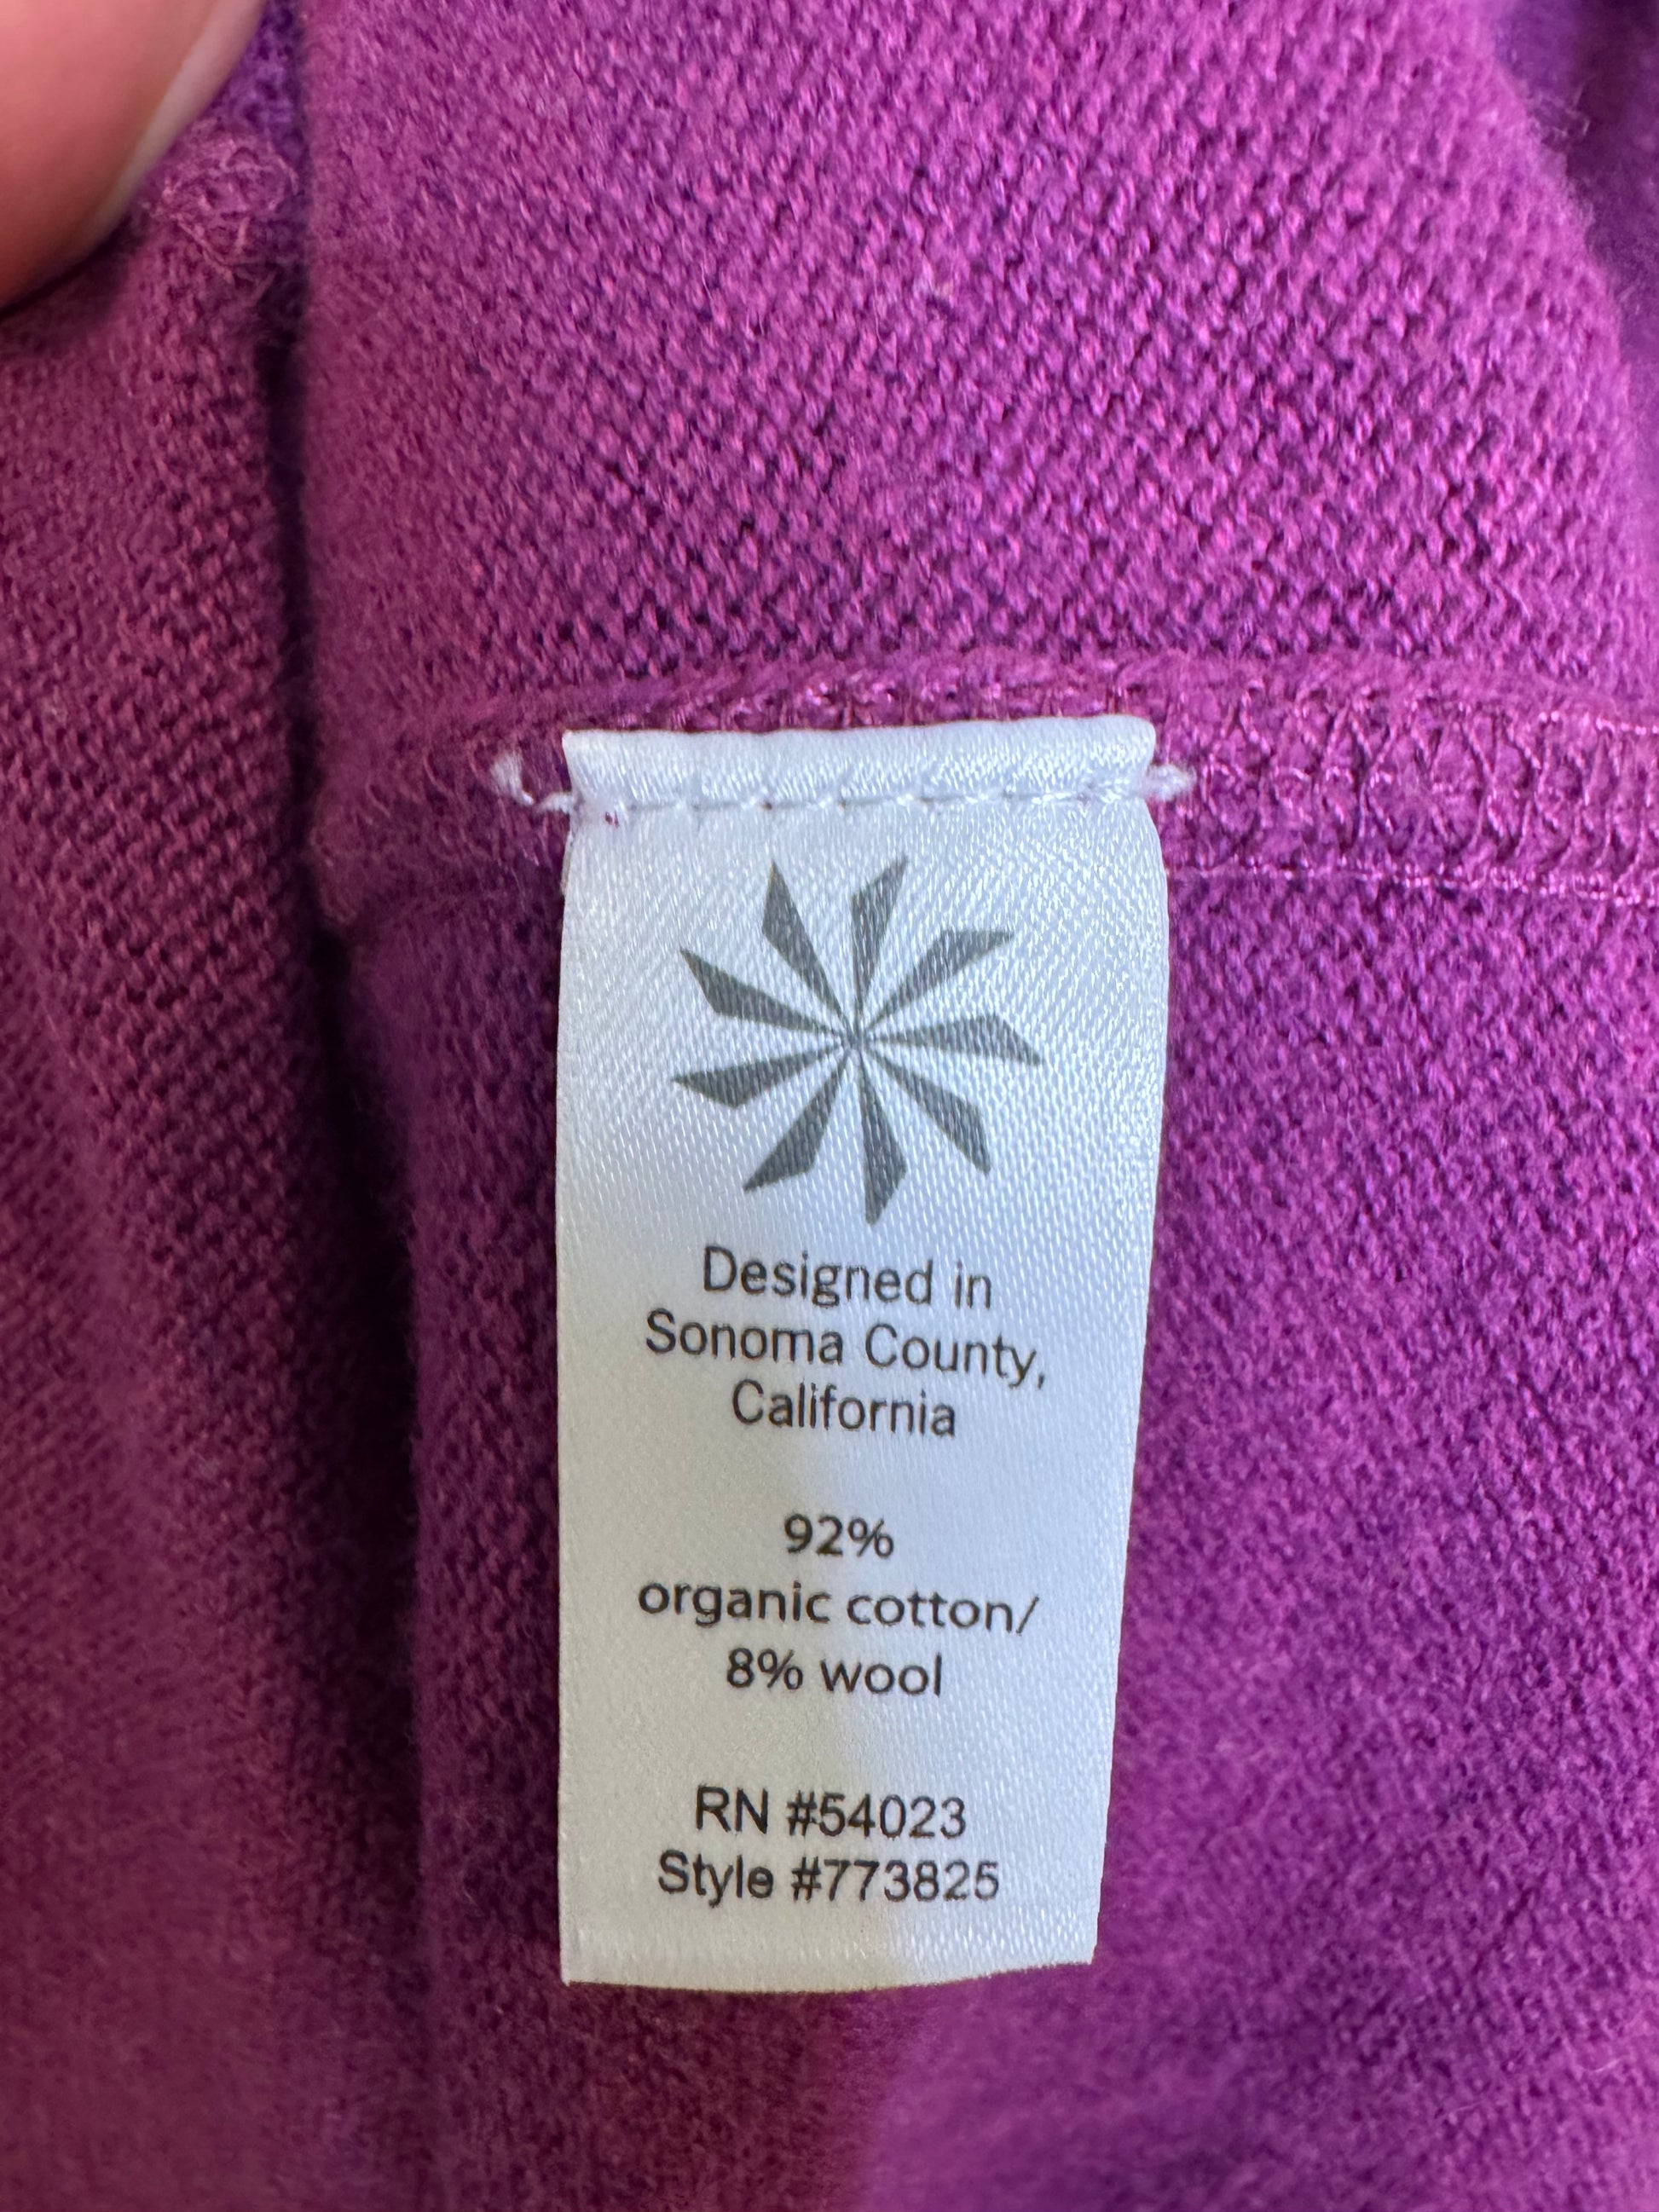 Designed in
Sonoma County,
California
92%
organic cotton/
8% wool
RN #54023
Style #773825